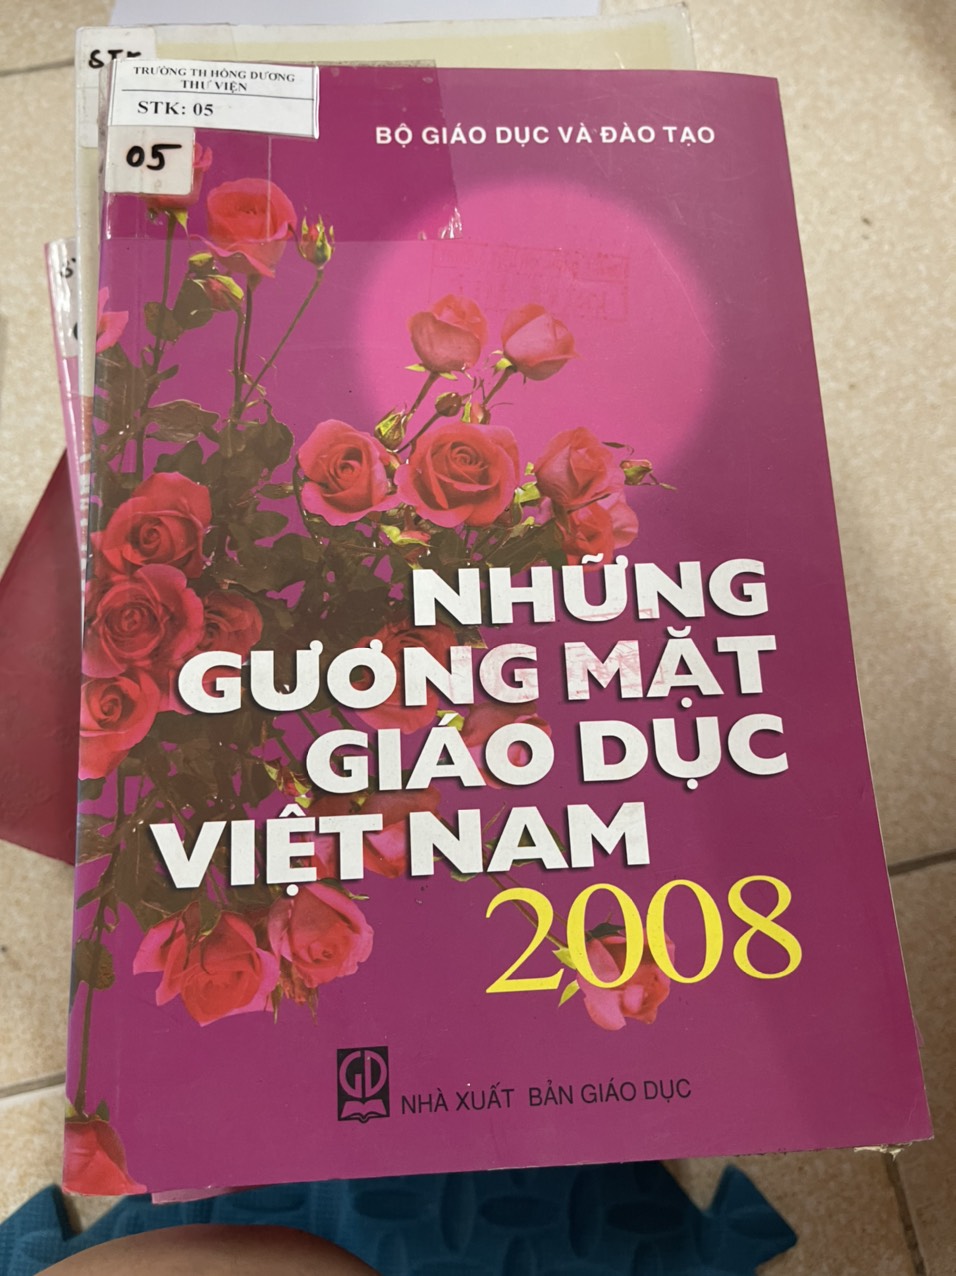 STK
TRƯỜNG TH HỒNG DƯƠNG
THƯ VIỆN
STK: 05
05
BỘ GIÁO DỤC VÀ ĐÀO TẠO
NHỮNG
GƯƠNG MẶT
GIÁO DỤC
VIỆT NAM
2008
GD
NHÀ XUẤT BẢN GIÁO DỤC